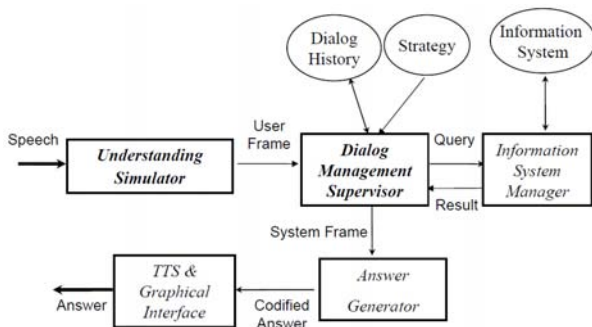 Dialog
History
Strategy
Information
System
Speech
Understanding
Simulator
User
Frame
Dialog
Management
Supervisor
Query
Result
Information
System
Manager
System Frame
Answer
TTS &
Graphical
Interface
Codified
Answer
Answer
Generator